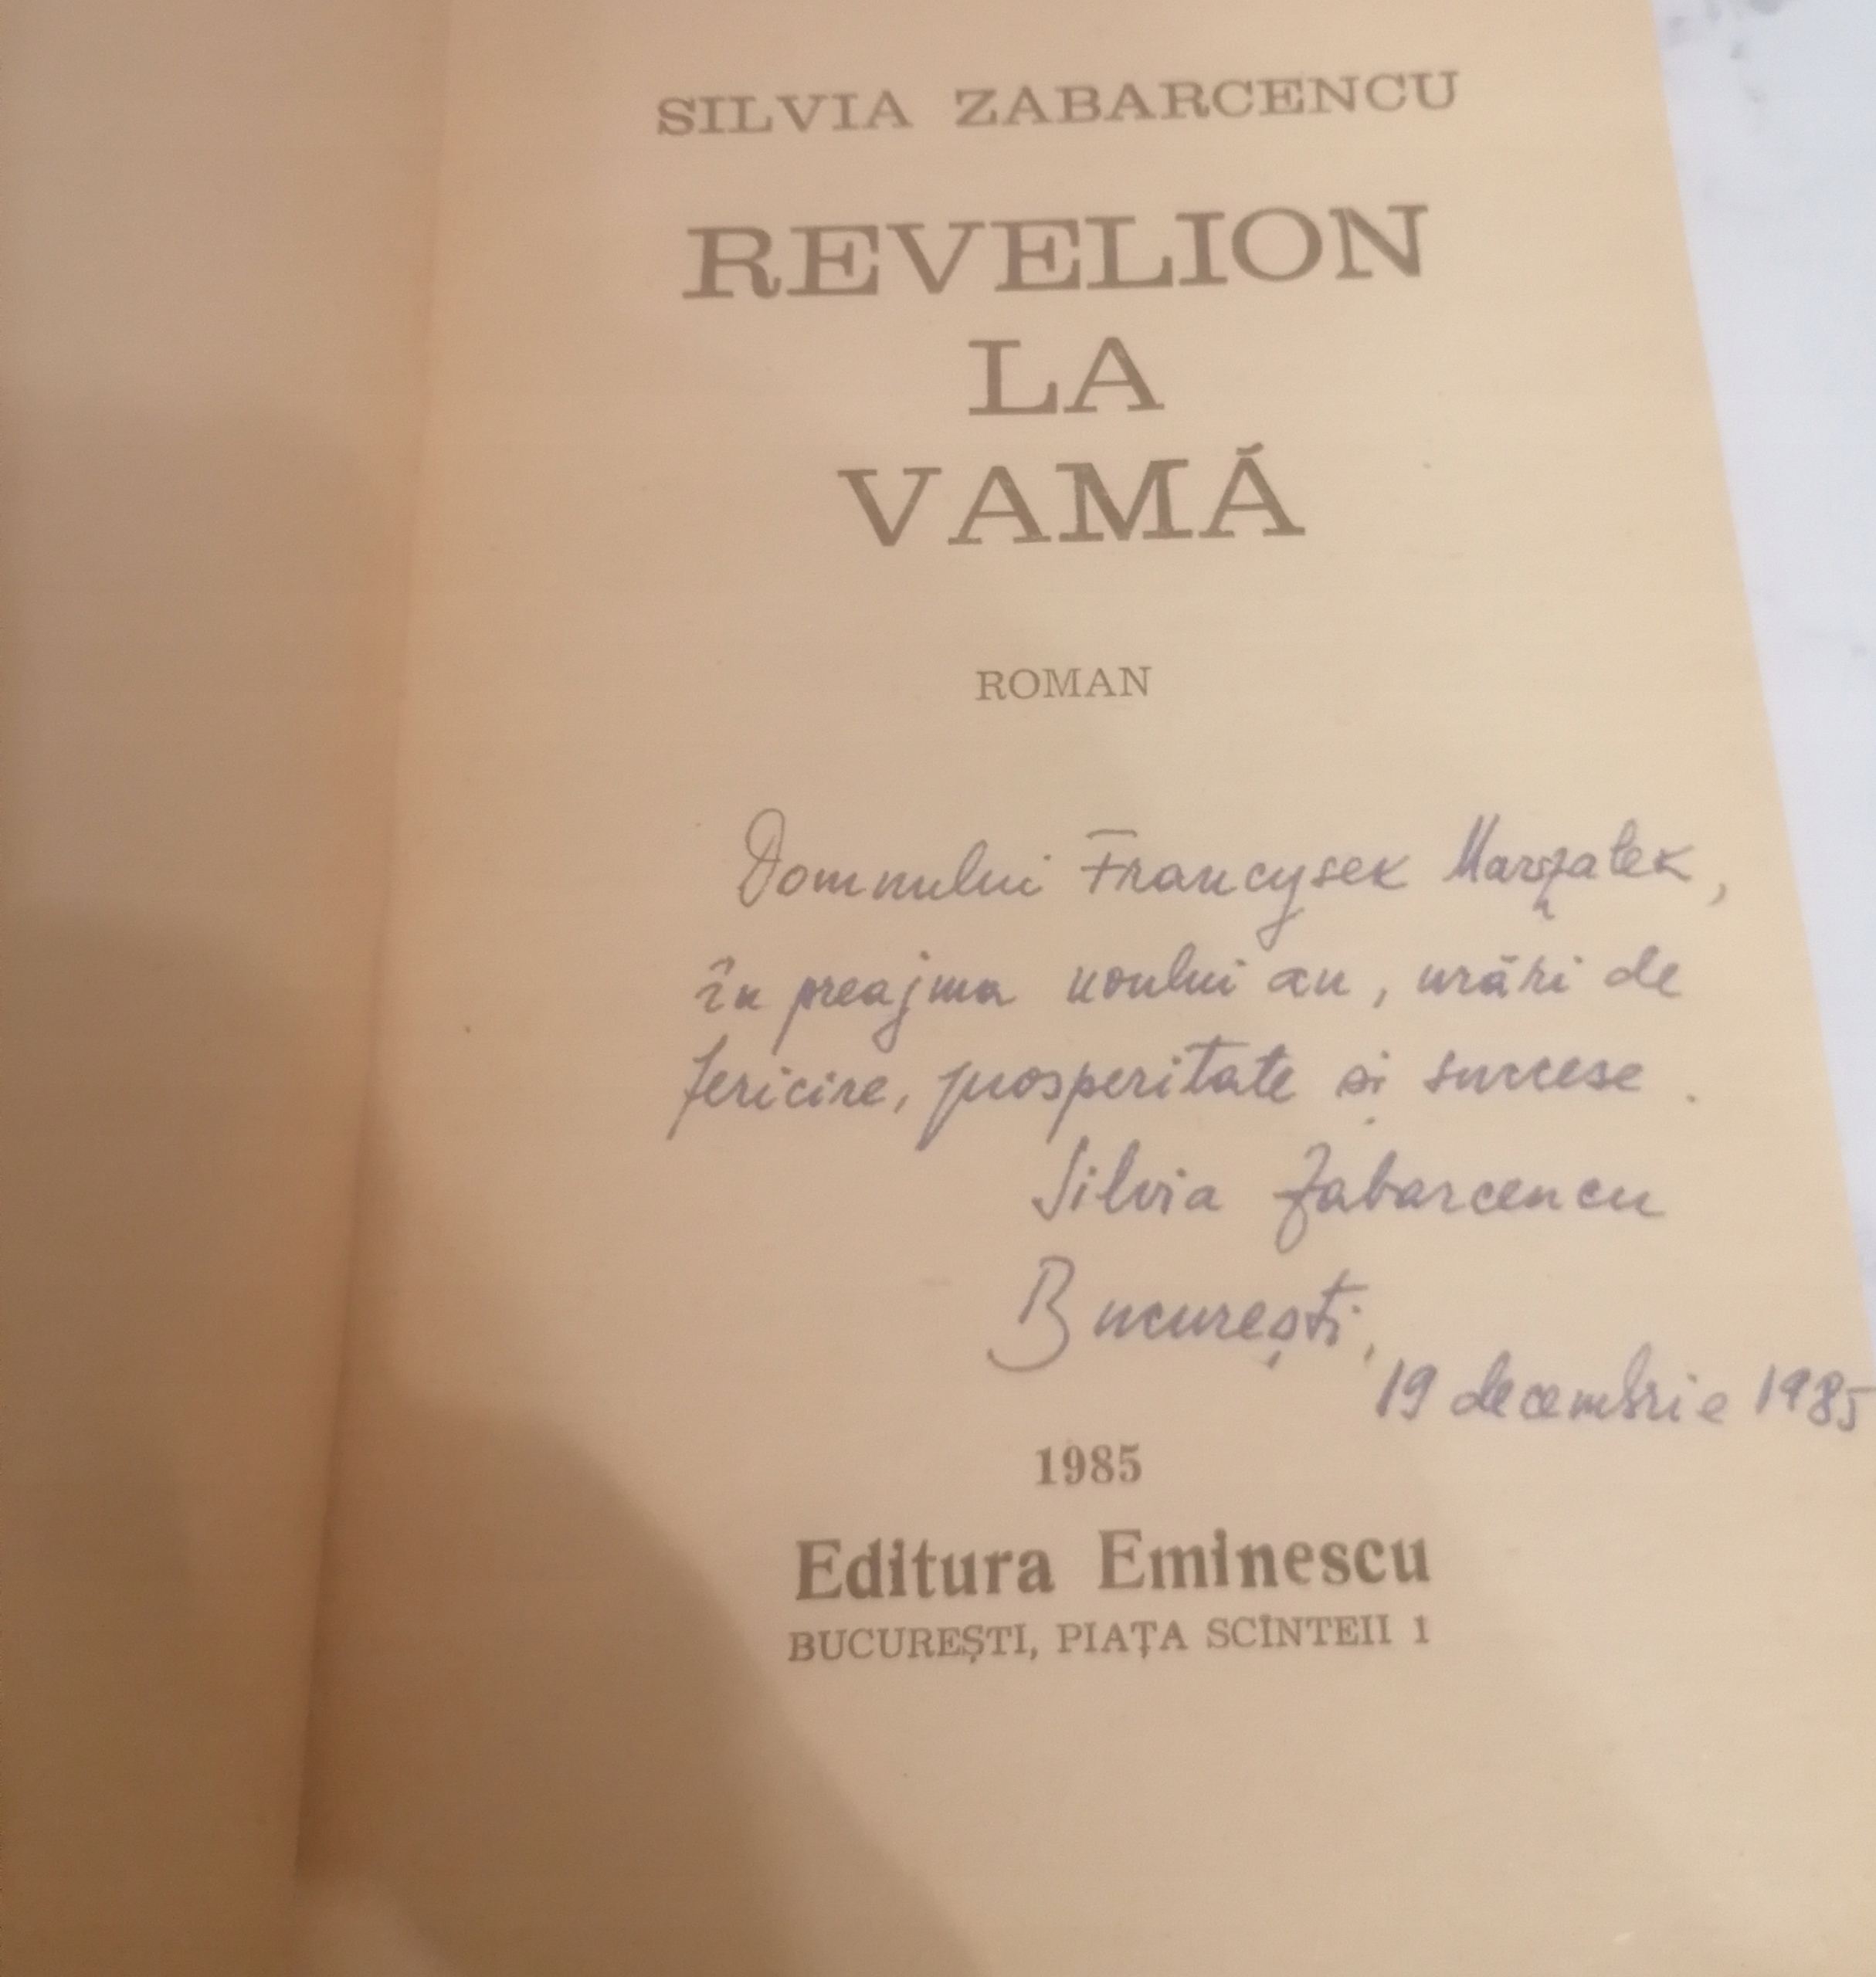 SILVIA ZABARCENCU
REVELION
LA
VAMĂ
ROMAN
Domnului Francysek Marszatek,
în preajma noului an, urări de
fericire, prosperitate și succese.
Silvia Zabarcencu
București,
19 decembrie 1985
1985
Editura Eminescu
BUCUREȘTI, PIAȚA SCÎNTEII 1